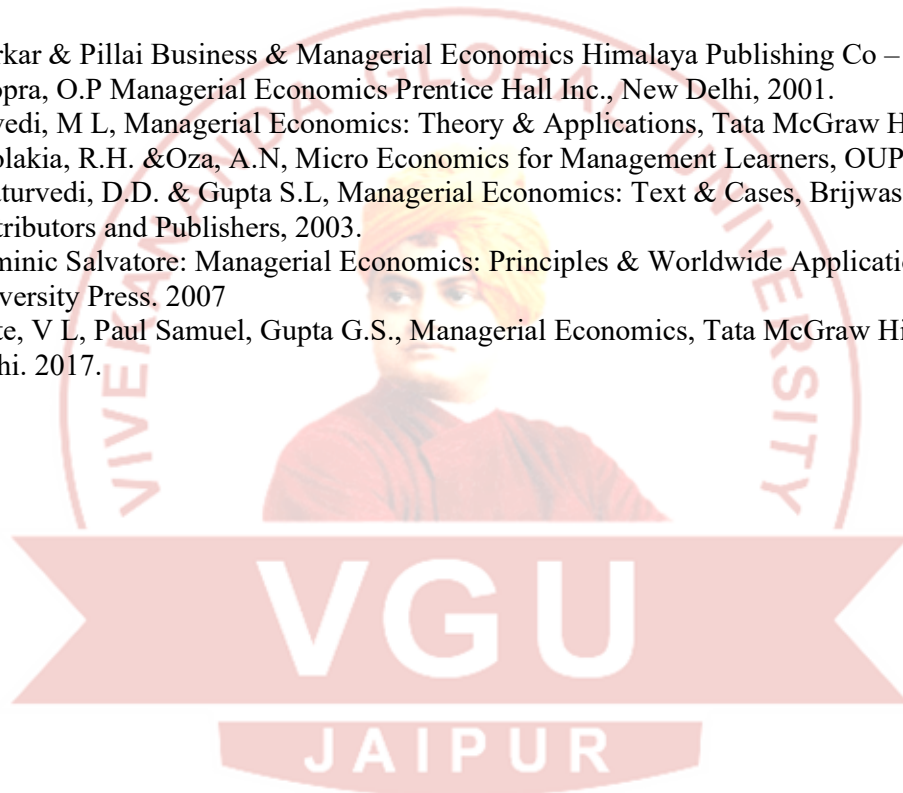 rkar & Pillai Business & Managerial Economics Himalaya Publishing Co –
opra, O.P Managerial Economics Prentice Hall Inc., New Delhi, 2001.
vedi, M L, Managerial Economics: Theory & Applications, Tata McGraw H
olakia, R.H. &Oza, A.N, Micro Economics for Management Learners, OUP
aturvedi, D.D. & Gupta S.L, Managerial Economics: Text & Cases, Brijwas
tributors and Publishers, 2003.
minic Salvatore: Managerial Economics: Principles & Worldwide Applicatio
versity Press. 2007
te, V L, Paul Samuel, Gupta G.S., Managerial Economics, Tata McGraw Hi
hi. 2017.
VIVEKANANDA GLOBAL UNIVERSITY
VGU
JAIPUR